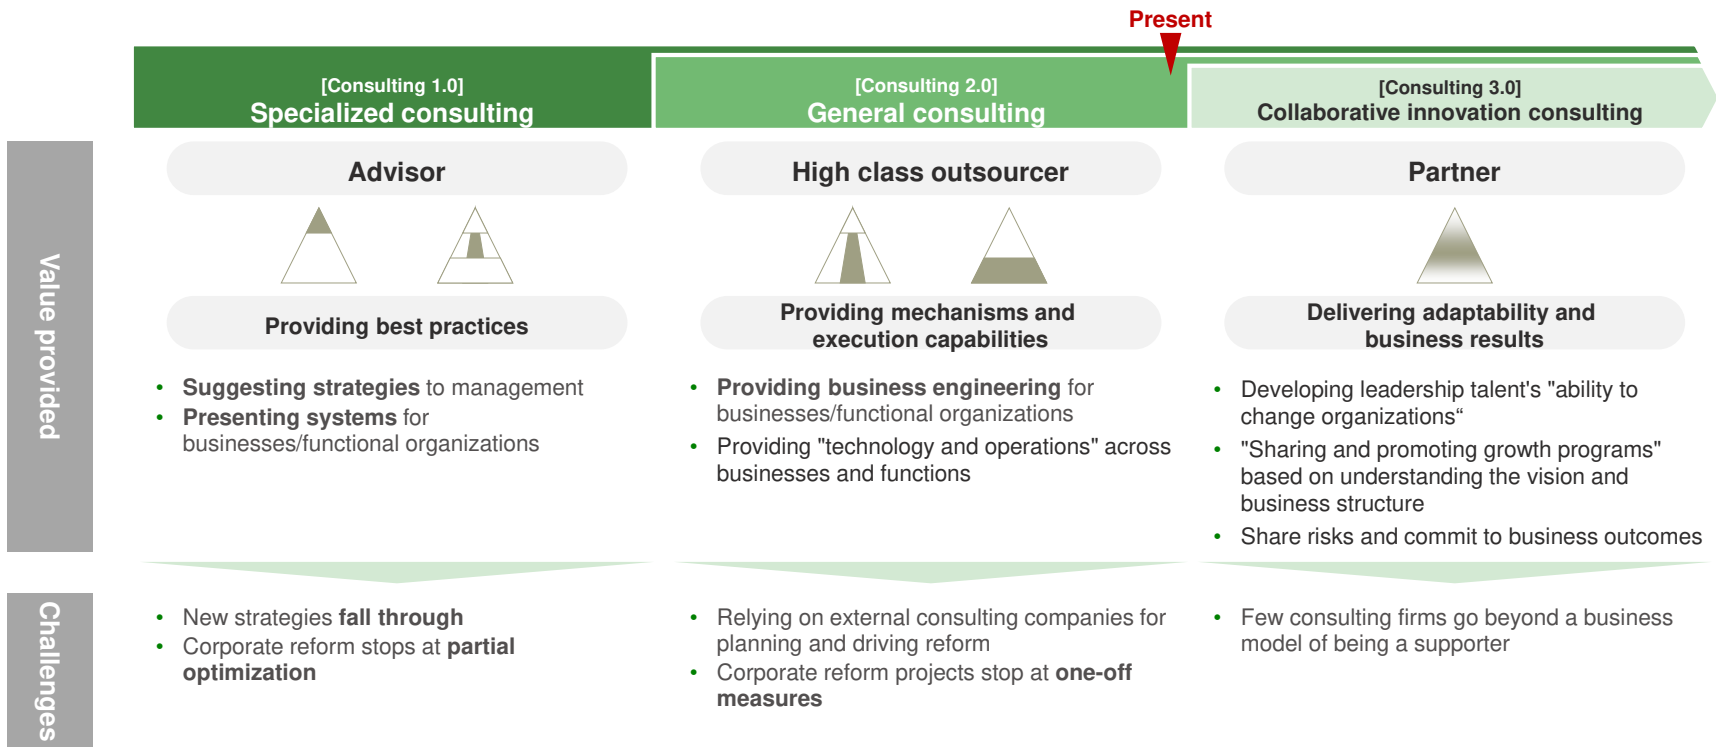 Present
[Consulting 1.0]
Specialized consulting
[Consulting 2.0]
General consulting
[Consulting 3.0]
Collaborative innovation consulting
Value provided
Advisor
High class outsourcer
Partner
Providing best practices
Providing mechanisms and
execution capabilities
Delivering adaptability and
business results
• Suggesting strategies to management
• Presenting systems for
businesses/functional organizations
• Providing business engineering for
businesses/functional organizations
• Providing "technology and operations" across
businesses and functions
• Developing leadership talent's "ability to
change organizations“
• "Sharing and promoting growth programs"
based on understanding the vision and
business structure
• Share risks and commit to business outcomes
Challenges
• New strategies fall through
• Corporate reform stops at partial
optimization
• Relying on external consulting companies for
planning and driving reform
• Corporate reform projects stop at one-off
measures
• Few consulting firms go beyond a business
model of being a supporter